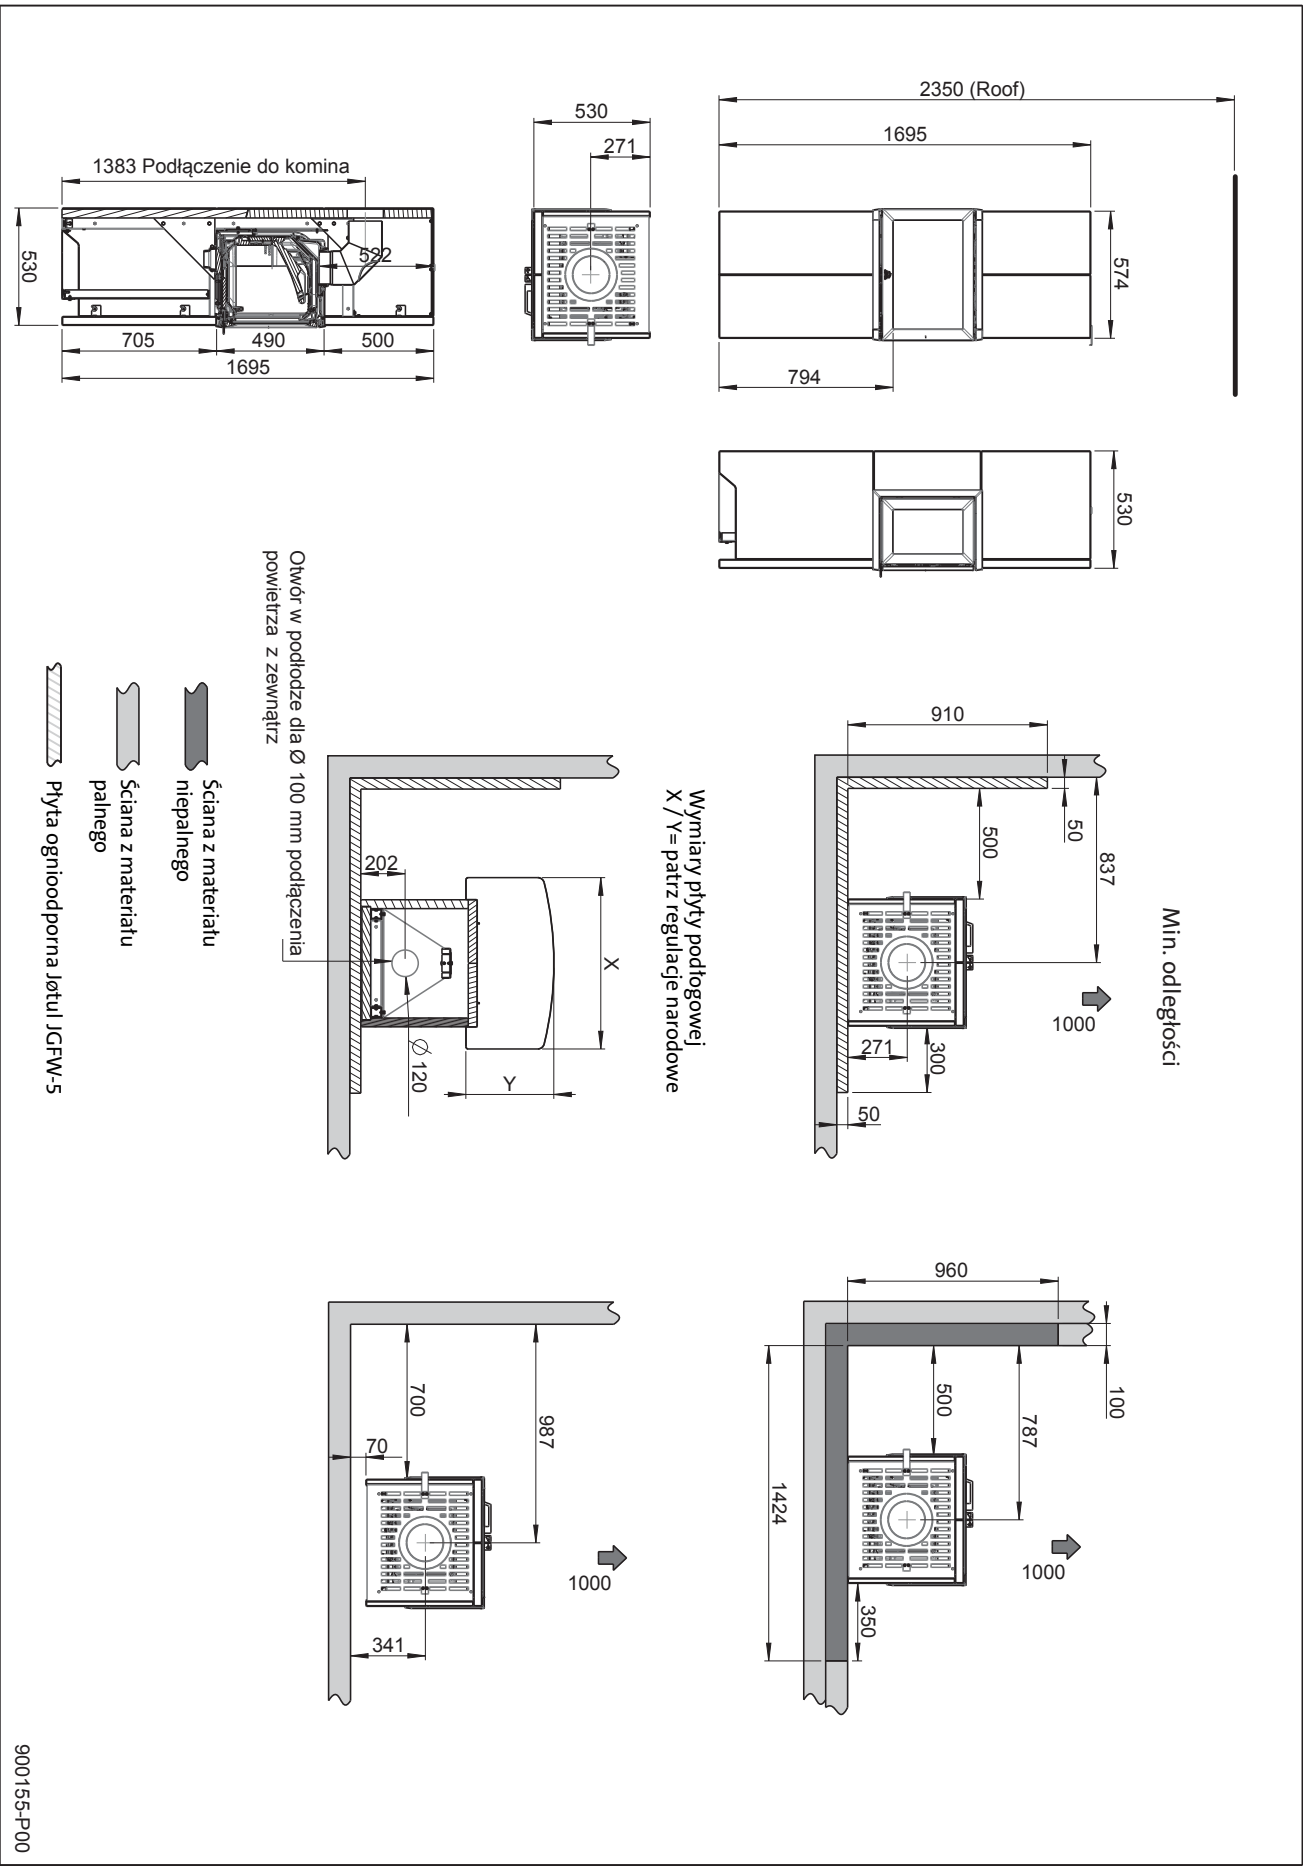 2350 (Roof)
1695
574
794
530
530
271
1383 Podłączenie do komina
522
530
705
490
500
1695
Min. odległości
910
50
837
500
1000
271
300
50
960
100
787
500
1424
1000
350
Wymiary płyty podłogowej
X / Y= patrz regulacje narodowe
202
X
Y
Ø 120
Otwór w podłodze dla Ø 100 mm podłączenia
powietrza z zewnątrz
987
700
70
1000
341
Ściana z materiału
niepalnego
Ściana z materiału
palnego
Płyta ognioodporna Jøtul JGFW-5
900155-P00